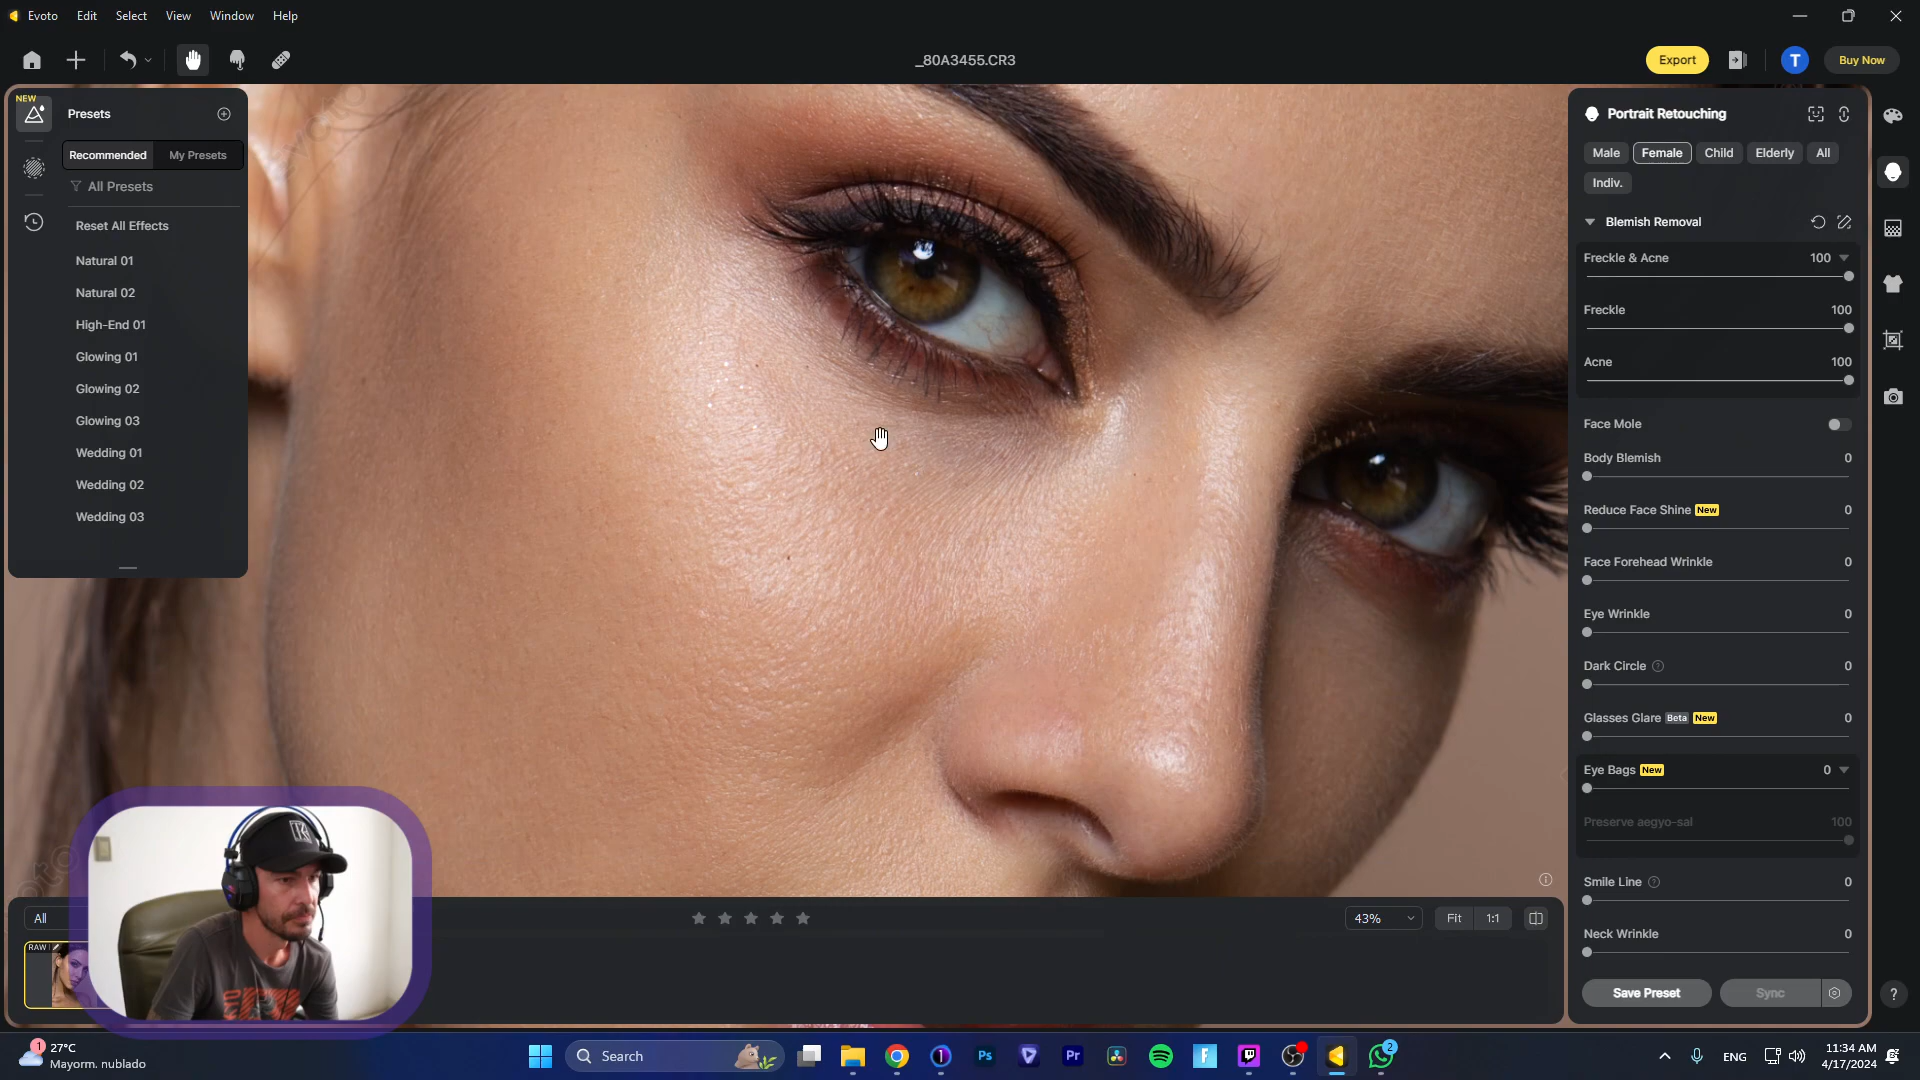 Evoto Edit Select View Window Help
_80A3455.CR3
Export
T
Buy Now
NEW
Presets
Recommended My Presets
All Presets
Reset All Effects
Natural 01
Natural 02
High-End 01
Glowing 01
Glowing 02
Glowing 03
Wedding 01
Wedding 02
Wedding 03
Portrait Retouching
Male Female Child Elderly All
Indiv.
Blemish Removal
Freckle & Acne 100
Freckle 100
Acne 100
Face Mole
Body Blemish 0
Reduce Face Shine New 0
Face Forehead Wrinkle 0
Eye Wrinkle 0
Dark Circle ? 0
Glasses Glare Beta New 0
Eye Bags New 0
Preserve aegyo-sal 100
Smile Line ? 0
Neck Wrinkle 0
Save Preset Sync
?
All
43% Fit 1:1
RAW
1
27°C
Mayorm. nublado
Search
Ps
Pr
2
ENG
11:34 AM
4/17/2024